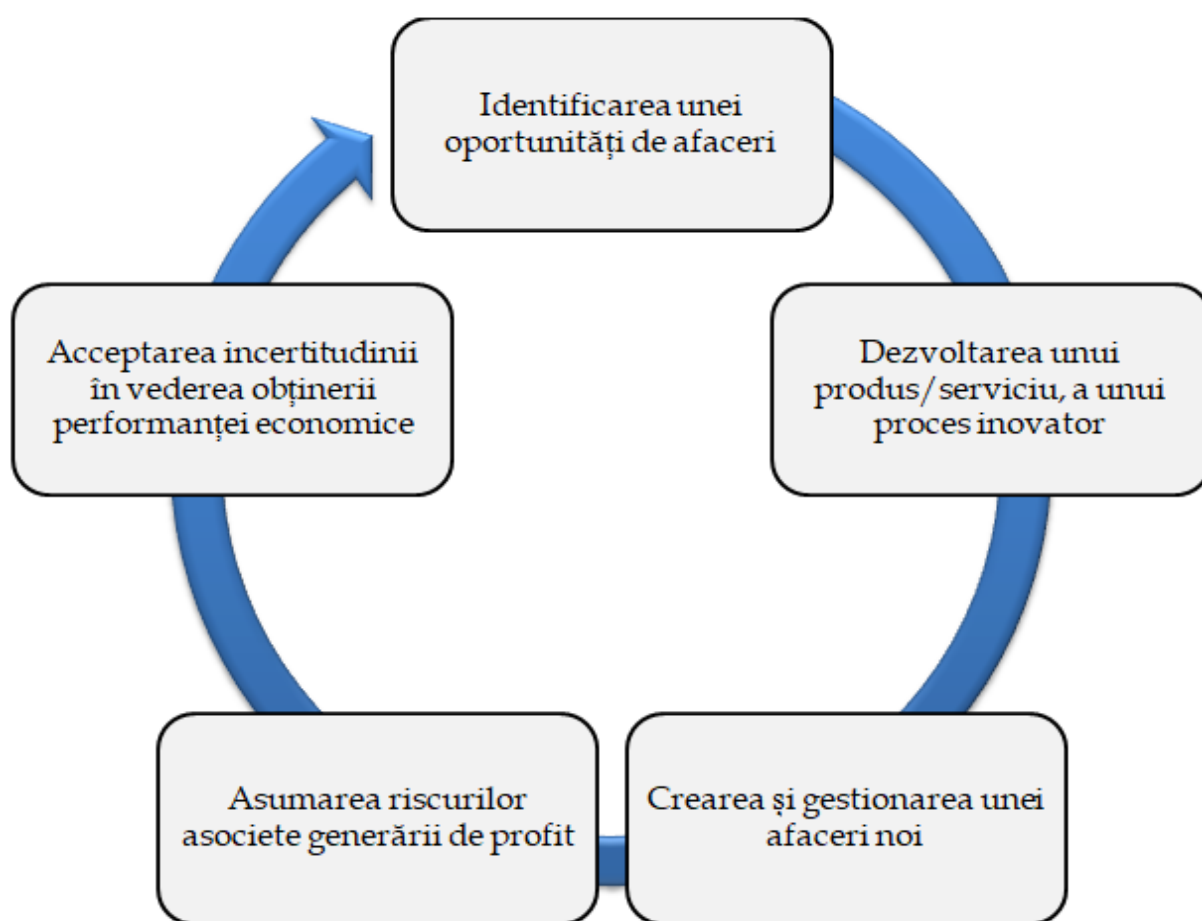 Identificarea unei
oportunități de afaceri
Dezvoltarea unui
produs/serviciu, a unui
proces inovator
Crearea și gestionarea unei
afaceri noi
Asumarea riscurilor
asociete generării de profit
Acceptarea incertitudinii
în vederea obținerii
performanței economice